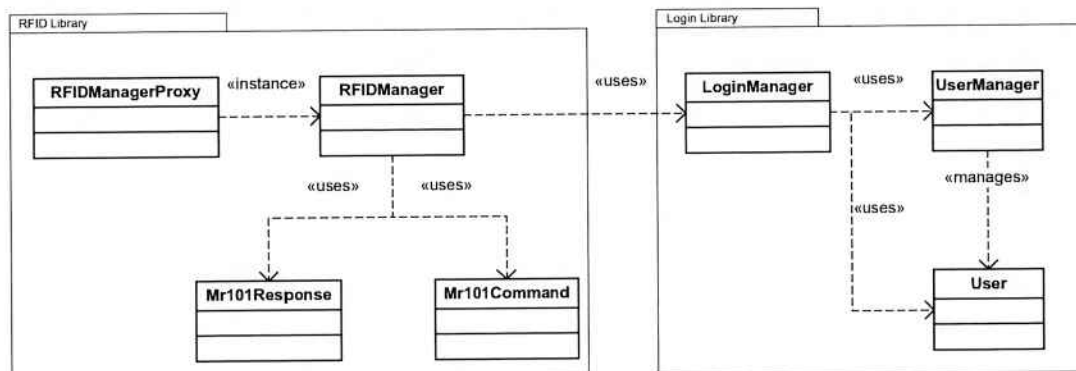 RFID Library
Login Library
RFIDManagerProxy
«instance»
RFIDManager
«uses»
LoginManager
«uses»
UserManager
«uses»
«uses»
«manages»
«uses»
Mr101Response
Mr101Command
User